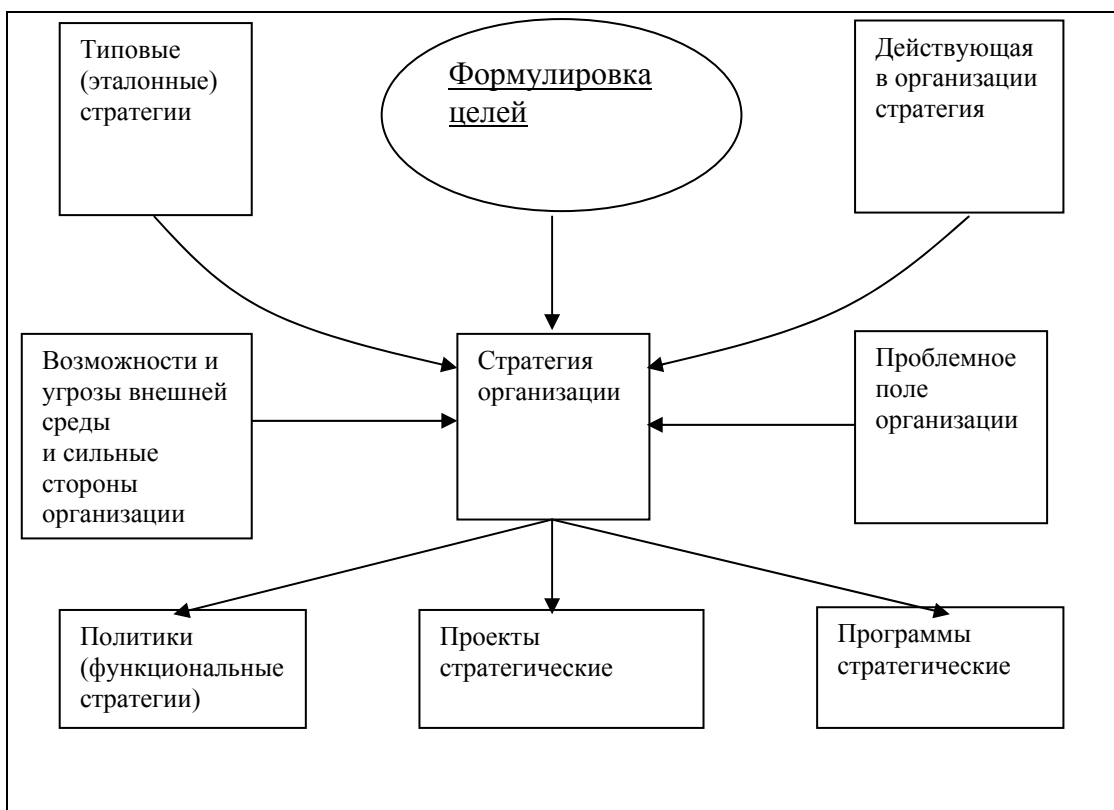 Типовые
(эталонные)
стратегии
Формулировка
целей
Действующая
в организации
стратегия
Возможности и
угрозы внешней
среды
и сильные
стороны
организации
Стратегия
организации
Проблемное
поле
организации
Политики
(функциональные
стратегии)
Проекты
стратегические
Программы
стратегические